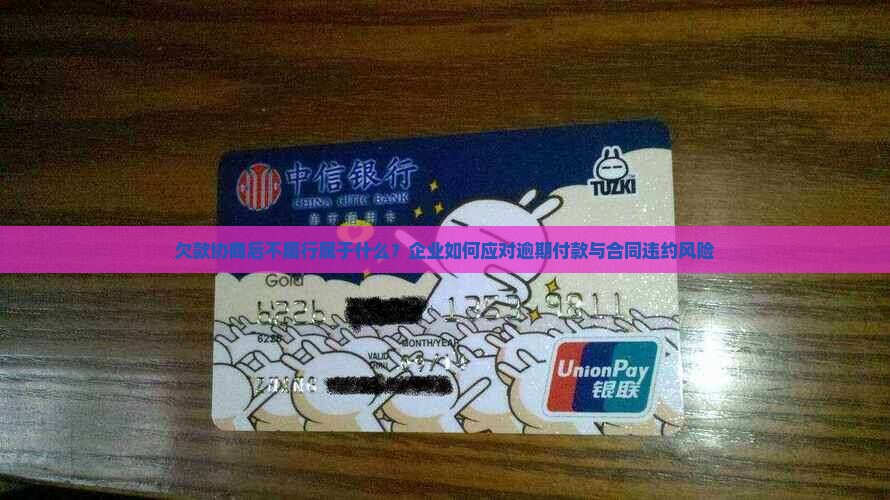 中信银行
CHINA CITIC BANK
TUZKI
欠款协商后不履行属于什么？企业如何应对逾期付款与合同违约风险
Gold
6226
6226
MONTH/YEAR
VALID
THRU
UnionPay
银联